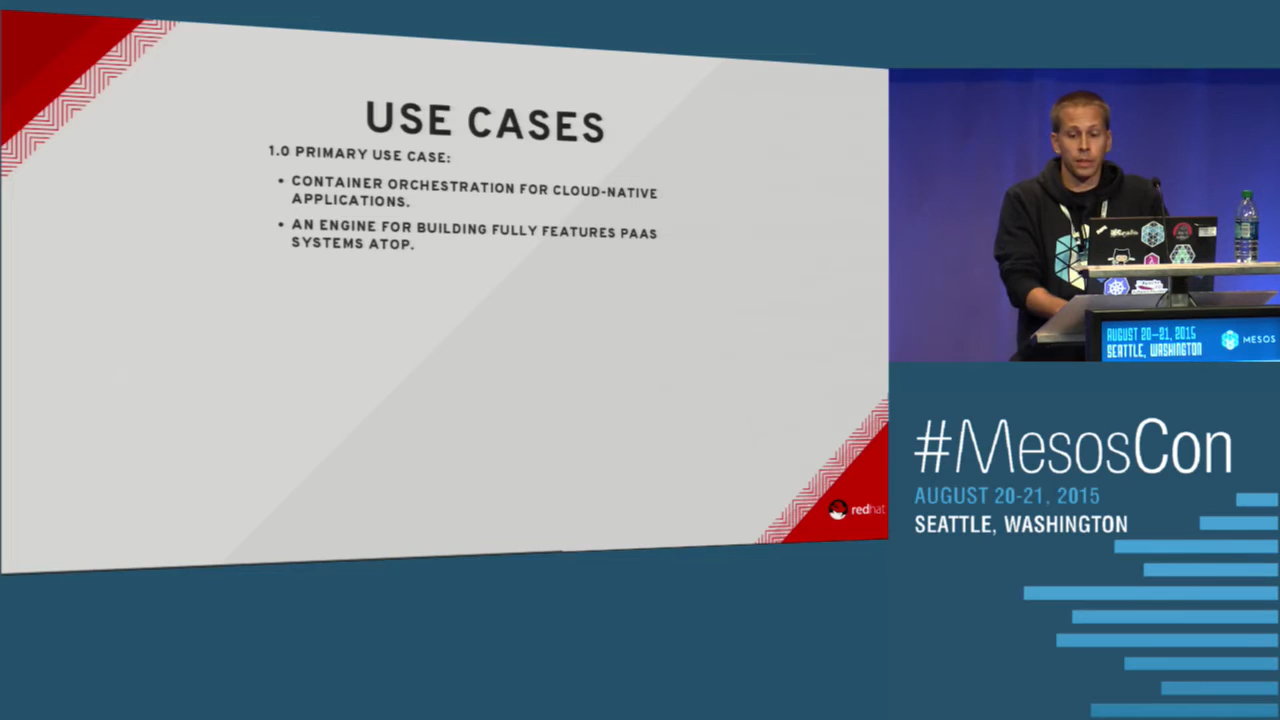 USE CASES
1.0 PRIMARY USE CASE:
• CONTAINER ORCHESTRATION FOR CLOUD-NATIVE
APPLICATIONS.
• AN ENGINE FOR BUILDING FULLY FEATURES PAAS
SYSTEMS ATOP.
redhat
AUGUST 20–21, 2015
SEATTLE, WASHINGTON
MESOS
#MesosCon
AUGUST 20-21, 2015
SEATTLE, WASHINGTON